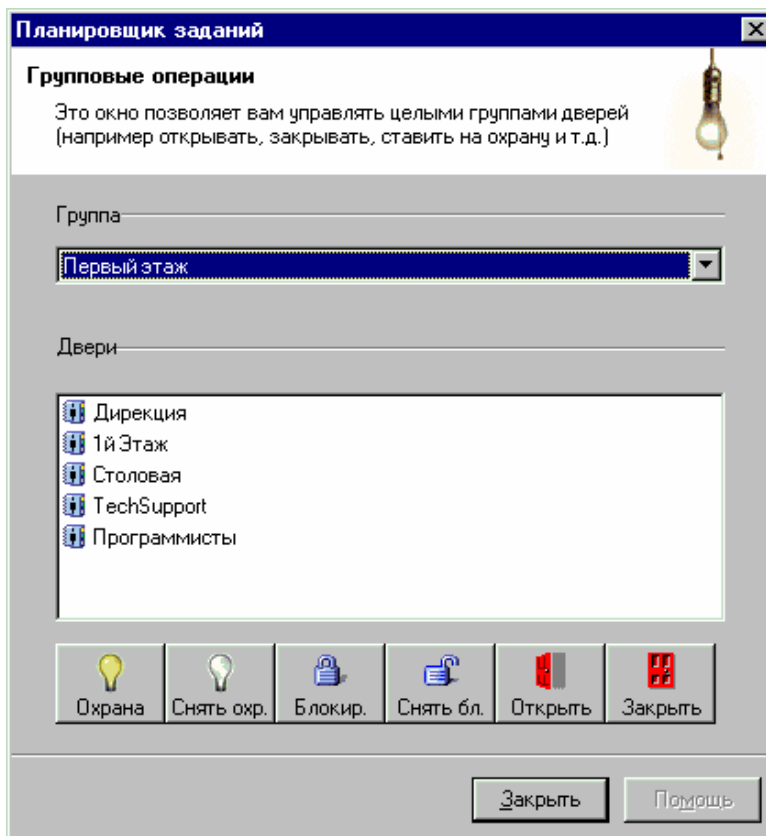 Планировщик заданий
Групповые операции
Это окно позволяет вам управлять целыми группами дверей
(например открывать, закрывать, ставить на охрану и т.д.)
Группа
Первый этаж
Двери
Дирекция
1й Этаж
Столовая
TechSupport
Программисты
Охрана Снять охр. Блокир. Снять бл. Открыть Закрыть
Закрыть Помощь